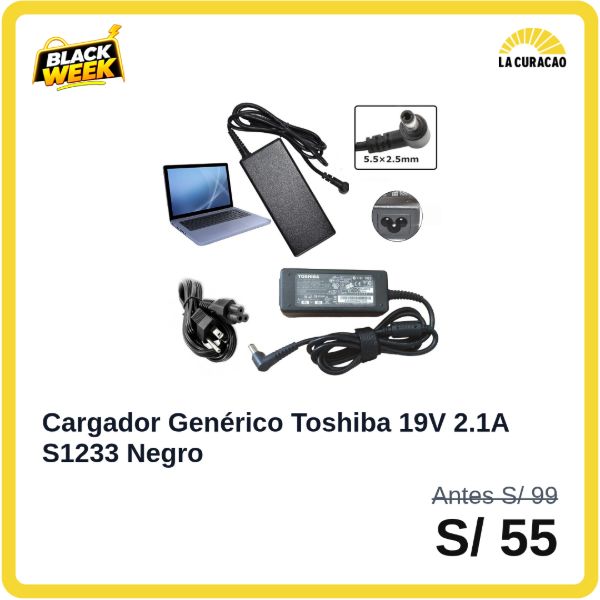 BLACK
WEEK
LA CURACAO
5.5×2.5mm
TOSHIBA
Cargador Genérico Toshiba 19V 2.1A
S1233 Negro
Antes S/ 99
S/ 55